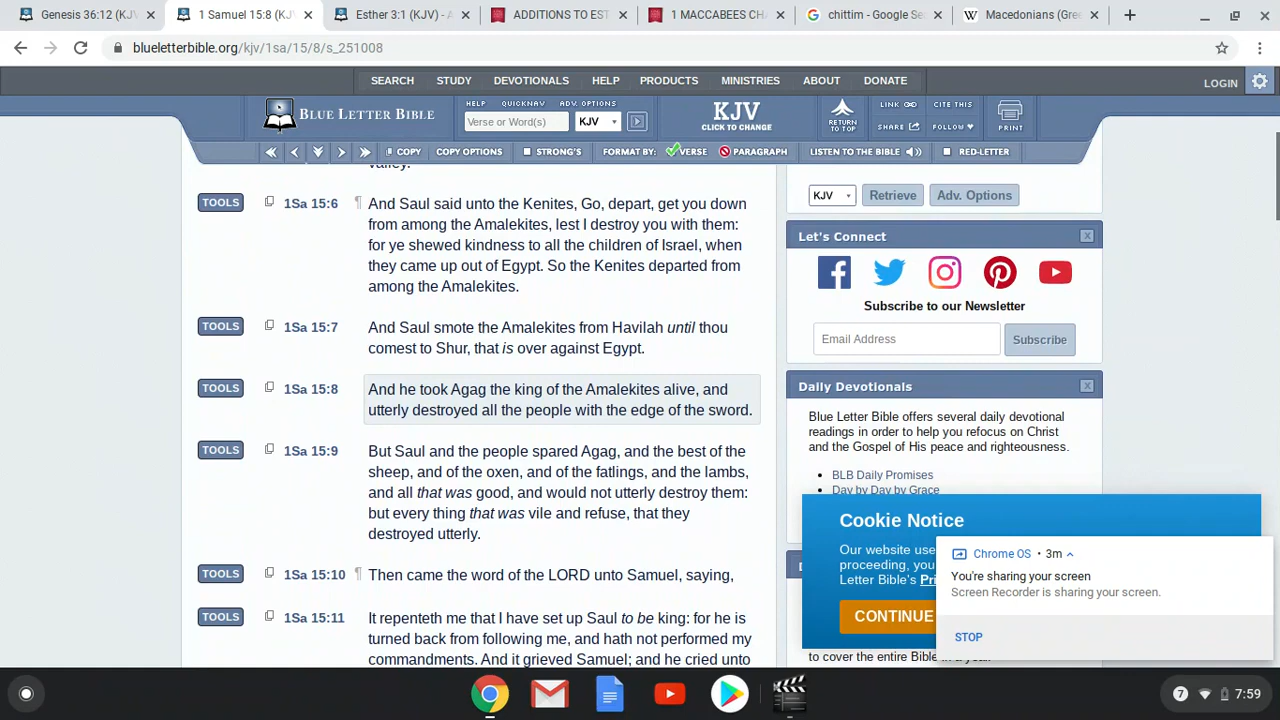 Genesis 36:12 (KJV
1 Samuel 15:8 (KJV
Esther 3:1 (KJV) - A
ADDITIONS TO EST
1 MACCABEES CHA
chittim - Google Se
Macedonians (Gree
blueletterbible.org/kjv/1sa/15/8/s_251008
SEARCH STUDY DEVOTIONALS HELP PRODUCTS MINISTRIES ABOUT DONATE
LOGIN
BLUE LETTER BIBLE
HELP QUICKNAV ADV. OPTIONS
Verse or Word(s)
KJV
KJV
CLICK TO CHANGE
RETURN
TO TOP
LINK
CITE THIS
SHARE
FOLLOW
PRINT
COPY COPY OPTIONS STRONG'S FORMAT BY: VERSE PARAGRAPH LISTEN TO THE BIBLE RED-LETTER
valley.
TOOLS 1Sa 15:6 ¶ And Saul said unto the Kenites, Go, depart, get you down
from among the Amalekites, lest I destroy you with them:
for ye shewed kindness to all the children of Israel, when
they came up out of Egypt. So the Kenites departed from
among the Amalekites.
TOOLS 1Sa 15:7 And Saul smote the Amalekites from Havilah until thou
comest to Shur, that is over against Egypt.
TOOLS 1Sa 15:8 And he took Agag the king of the Amalekites alive, and
utterly destroyed all the people with the edge of the sword.
TOOLS 1Sa 15:9 But Saul and the people spared Agag, and the best of the
sheep, and of the oxen, and of the fatlings, and the lambs,
and all that was good, and would not utterly destroy them:
but every thing that was vile and refuse, that they
destroyed utterly.
TOOLS 1Sa 15:10 ¶ Then came the word of the LORD unto Samuel, saying,
TOOLS 1Sa 15:11 It repenteth me that I have set up Saul to be king: for he is
turned back from following me, and hath not performed my
commandments. And it grieved Samuel; and he cried unto
KJV Retrieve Adv. Options
Let's Connect
X
Subscribe to our Newsletter
Email Address
Subscribe
Daily Devotionals
X
Blue Letter Bible offers several daily devotional
readings in order to help you refocus on Christ
and the Gospel of His peace and righteousness.
BLB Daily Promises
Day by Day by Grace
Cookie Notice
Our website use
proceeding, you
Letter Bible's Pri
CONTINUE
to cover the entire Bible in a year.
Chrome OS • 3m
You're sharing your screen
Screen Recorder is sharing your screen.
STOP
7
7:59